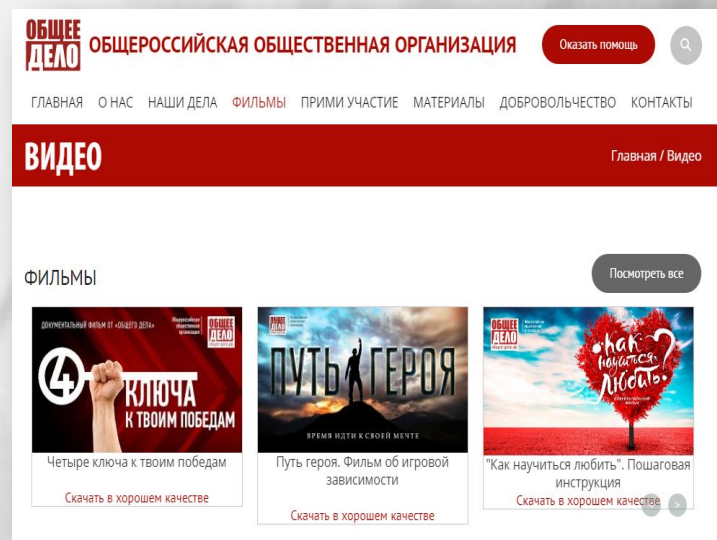 ОБЩЕЕ
ДЕЛО
ОБЩЕРОССИЙСКАЯ ОБЩЕСТВЕННАЯ ОРГАНИЗАЦИЯ
Оказать помощь
ГЛАВНАЯ О НАС НАШИ ДЕЛА ФИЛЬМЫ ПРИМИ УЧАСТИЕ МАТЕРИАЛЫ ДОБРОВОЛЬЧЕСТВО КОНТАКТЫ
ВИДЕО
Главная / Видео
ФИЛЬМЫ
Посмотреть все
ДОКУМЕНТАЛЬНЫЙ ФИЛЬМ ОТ «ОБЩЕГО ДЕЛА»
Общероссийская
общественная
организация
ОБЩЕЕ
ДЕЛО
4 КЛЮЧА
К ТВОИМ ПОБЕДАМ
Четыре ключа к твоим победам
Скачать в хорошем качестве
ОБЩЕЕ
ДЕЛО
ПУТЬ ГЕРОЯ
ВРЕМЯ ИДТИ К СВОЕЙ МЕЧТЕ
Путь героя. Фильм об игровой
зависимости
Скачать в хорошем качестве
ОБЩЕЕ
ДЕЛО
как
научиться
любить?
"Как научиться любить". Пошаговая
инструкция
Скачать в хорошем качестве